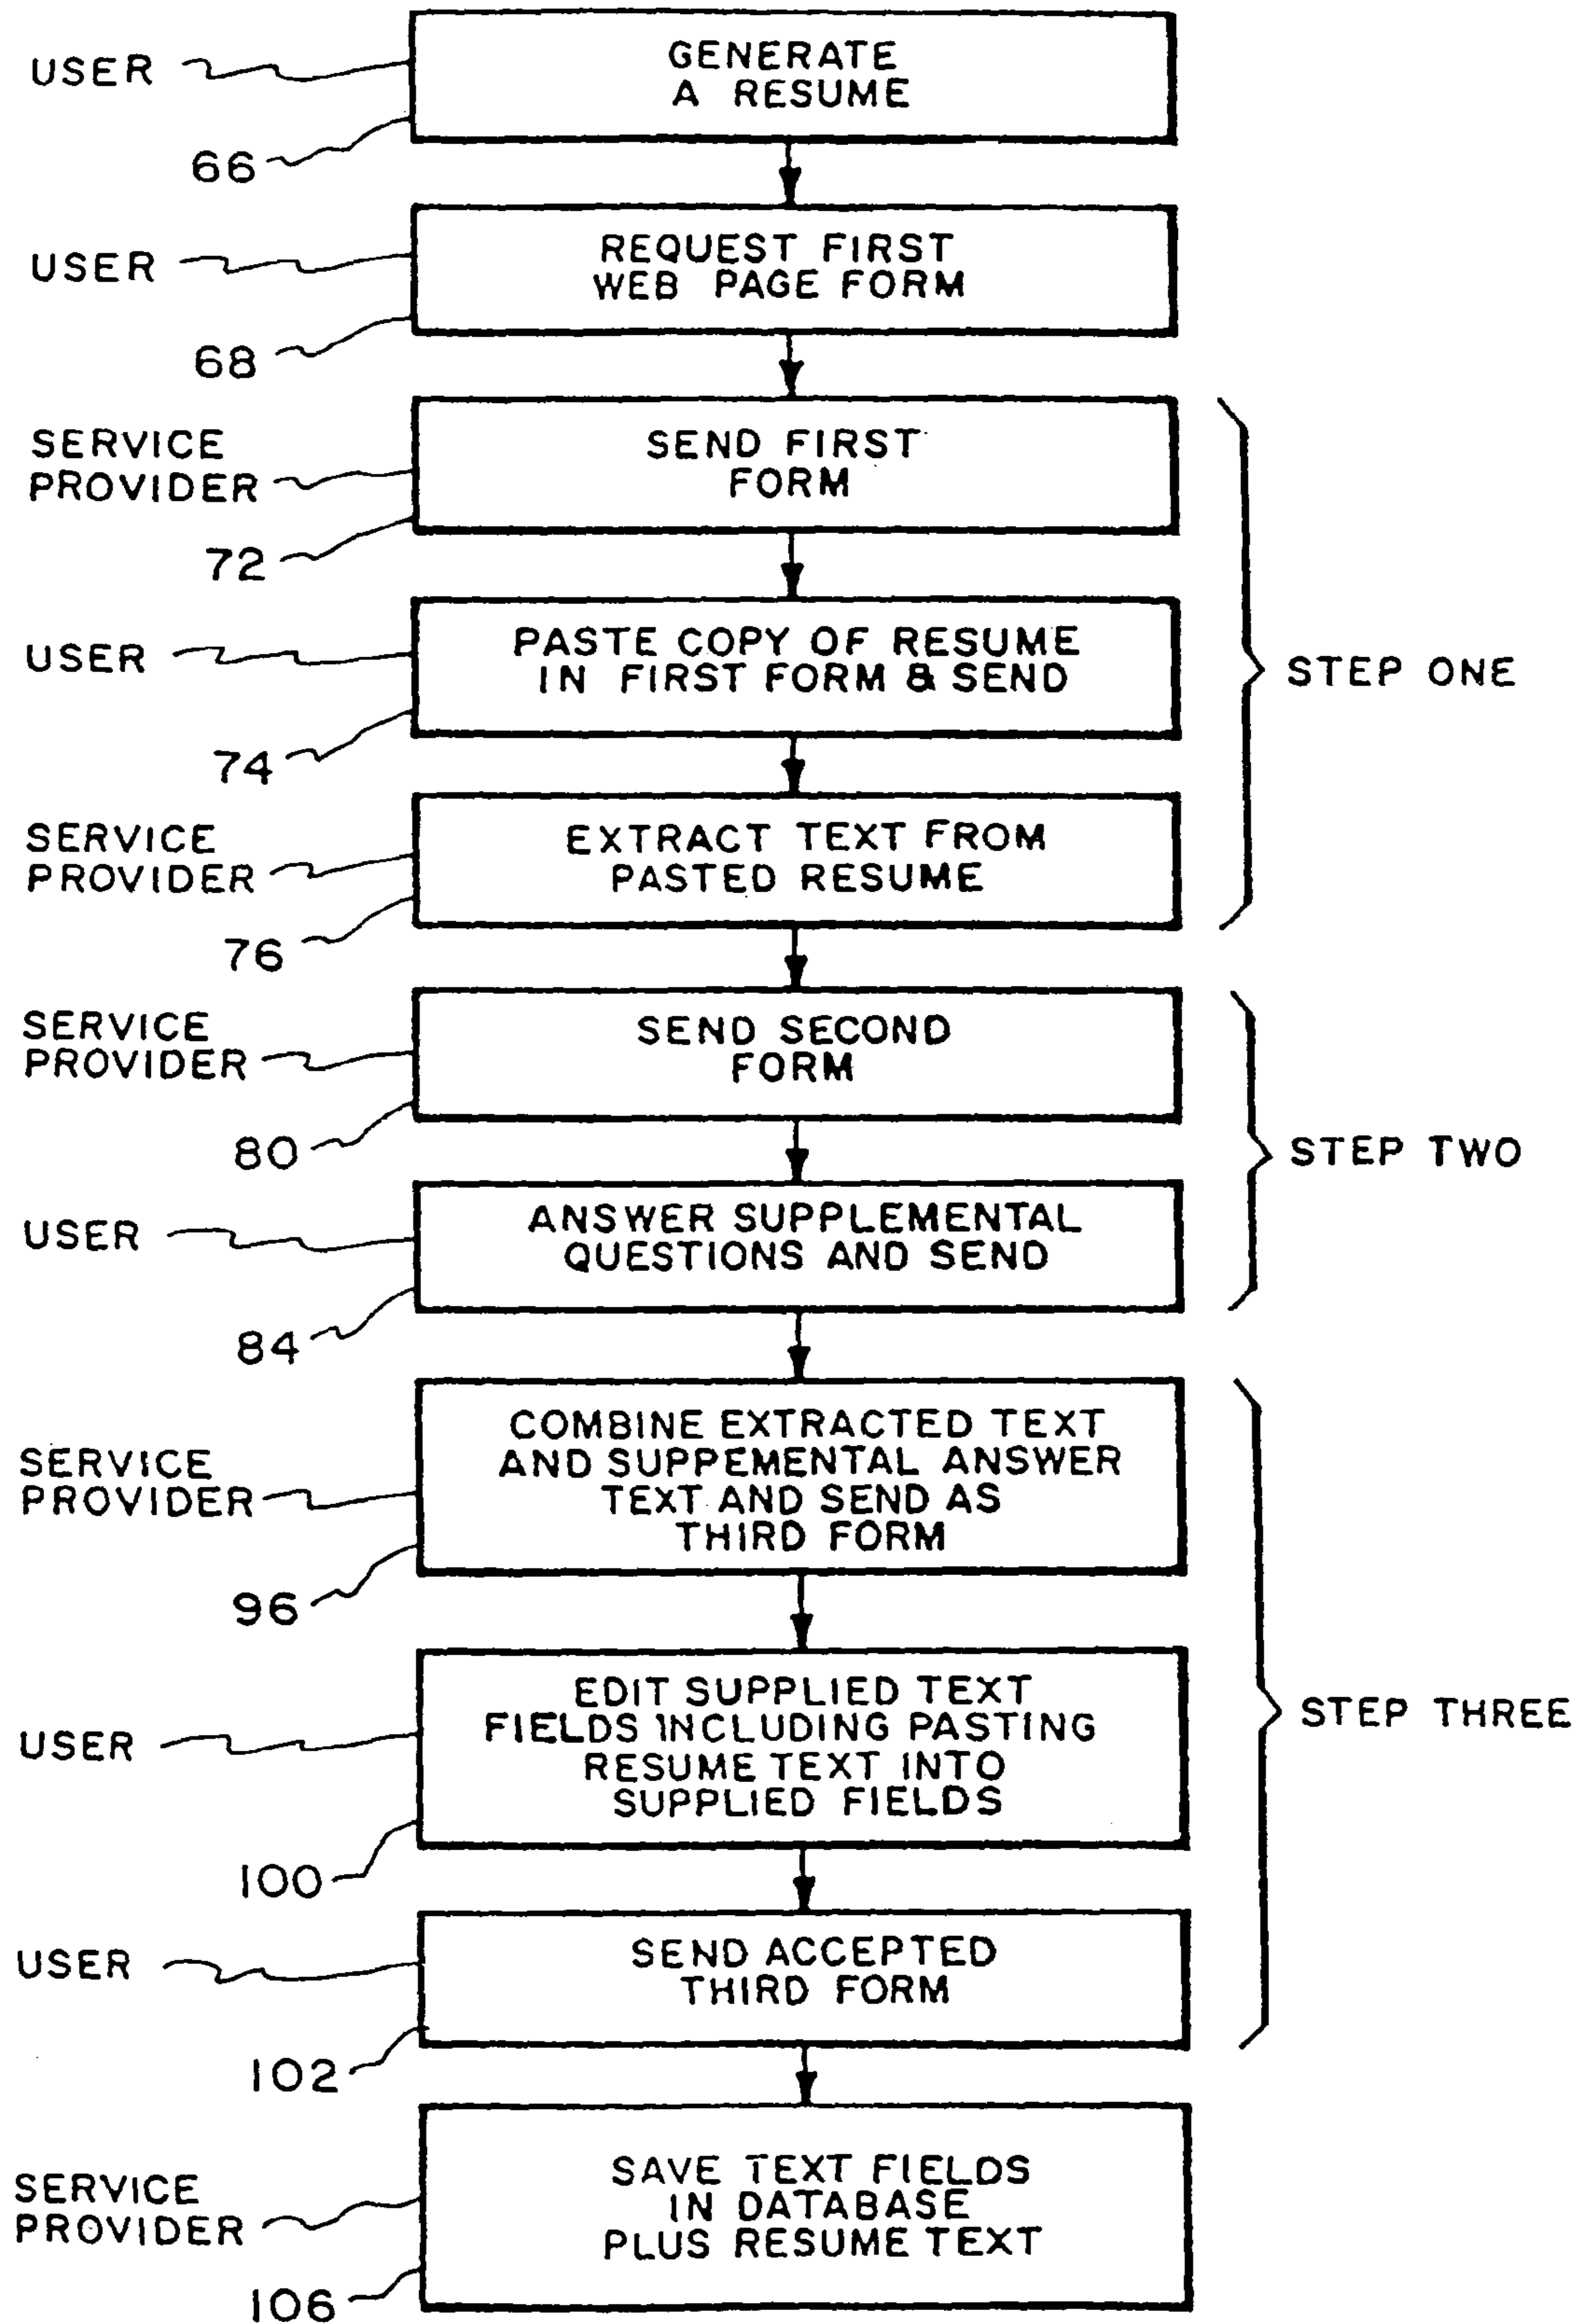 USER
GENERATE
A RESUME
66
USER
REQUEST FIRST
WEB PAGE FORM
68
SERVICE
PROVIDER
SEND FIRST
FORM
72
USER
PASTE COPY OF RESUME
IN FIRST FORM & SEND
74
SERVICE
PROVIDER
EXTRACT TEXT FROM
PASTED RESUME
76
STEP ONE
SERVICE
PROVIDER
SEND SECOND
FORM
80
USER
ANSWER SUPPLEMENTAL
QUESTIONS AND SEND
84
STEP TWO
SERVICE
PROVIDER
COMBINE EXTRACTED TEXT
AND SUPPEMENTAL ANSWER
TEXT AND SEND AS
THIRD FORM
96
USER
EDIT SUPPLIED TEXT
FIELDS INCLUDING PASTING
RESUME TEXT INTO
SUPPLIED FIELDS
100
USER
SEND ACCEPTED
THIRD FORM
102
STEP THREE
SERVICE
PROVIDER
SAVE TEXT FIELDS
IN DATABASE
PLUS RESUME TEXT
106